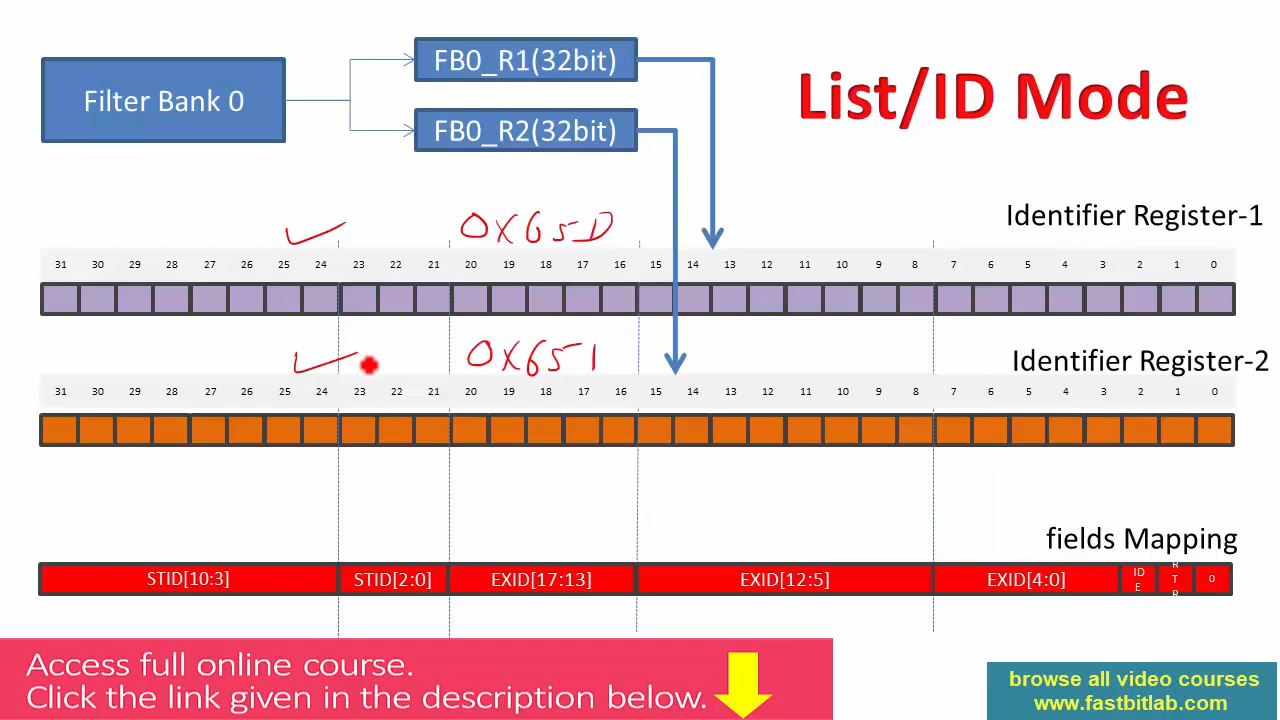 FB0_R1(32bit)
Filter Bank 0
FB0_R2(32bit)
List/ID Mode
0X65D
Identifier Register-1
31 30 29 28 27 26 25 24 23 22 21 20 19 18 17 16 15 14 13 12 11 10 9 8 7 6 5 4 3 2 1 0
0X651
Identifier Register-2
31 30 29 28 27 26 25 24 23 22 21 20 19 18 17 16 15 14 13 12 11 10 9 8 7 6 5 4 3 2 1 0
fields Mapping
STID[10:3] STID[2:0] EXID[17:13] EXID[12:5] EXID[4:0] IDE RTR 0
Access full online course.
Click the link given in the description below.
browse all video courses
www.fastbitlab.com